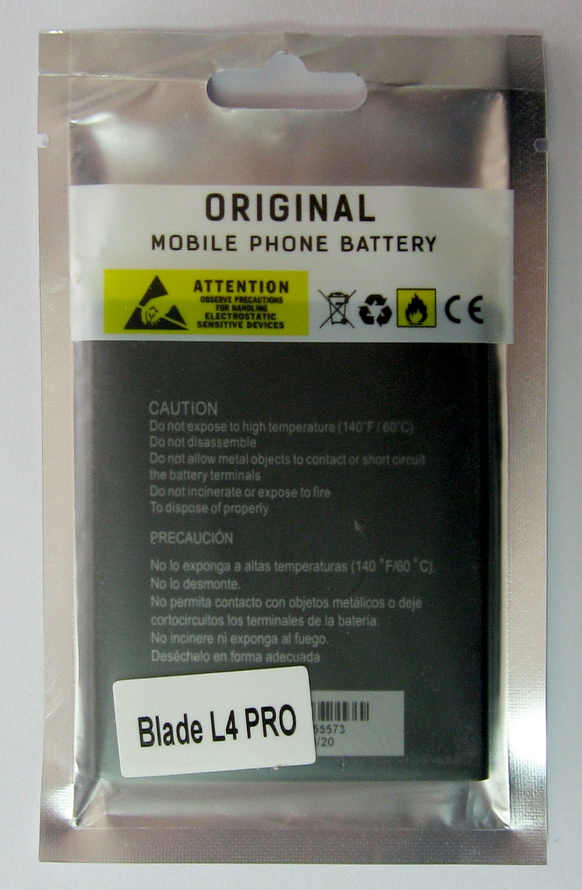 ORIGINAL
MOBILE PHONE BATTERY
ATTENTION
OBSERVE PRECAUTIONS
FOR HANDLING
ELECTROSTATIC
SENSITIVE DEVICES
CE
CAUTION
Do not expose to high temperature (140°F / 60°C)
Do not disassemble
Do not allow metal objects to contact or short circuit
the battery terminals
Do not incinerate or expose to fire
To dispose of properly
PRECAUCIÓN
No lo exponga a altas temperaturas (140 °F/60 °C).
No lo desmonte.
No permita contacto con objetos metálicos o deje
cortocircuitos los terminales de la batería.
No incinere ni exponga al fuego.
Deséchelo en forma adecuada
Blade L4 PRO
55573
/20